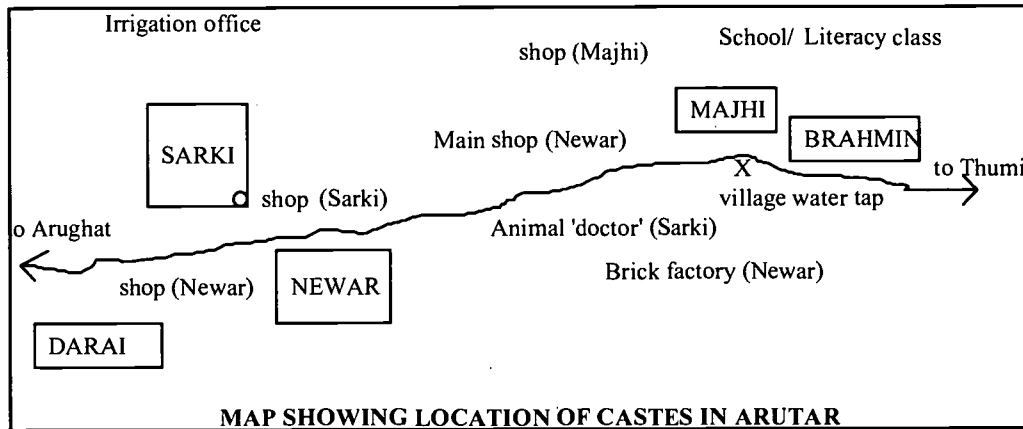 Irrigation office
School/ Literacy class
shop (Majhi)
MAJHI
BRAHMIN
Main shop (Newar)
SARKI
to Thumi
X
village water tap
shop (Sarki)
Animal 'doctor' (Sarki)
o Arughat
Brick factory (Newar)
shop (Newar)
NEWAR
DARAI
MAP SHOWING LOCATION OF CASTES IN ARUTAR